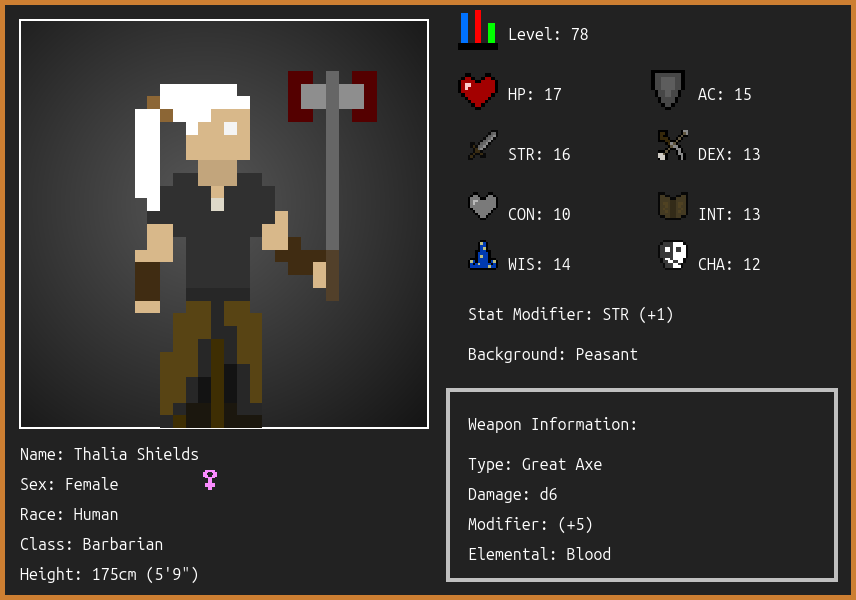 Level: 78
HP: 17
AC: 15
STR: 16
DEX: 13
CON: 10
INT: 13
WIS: 14
CHA: 12
Stat Modifier: STR (+1)
Background: Peasant
Weapon Information:
Type: Great Axe
Damage: d6
Modifier: (+5)
Elemental: Blood
Name: Thalia Shields
Sex: Female
Race: Human
Class: Barbarian
Height: 175cm (5'9")